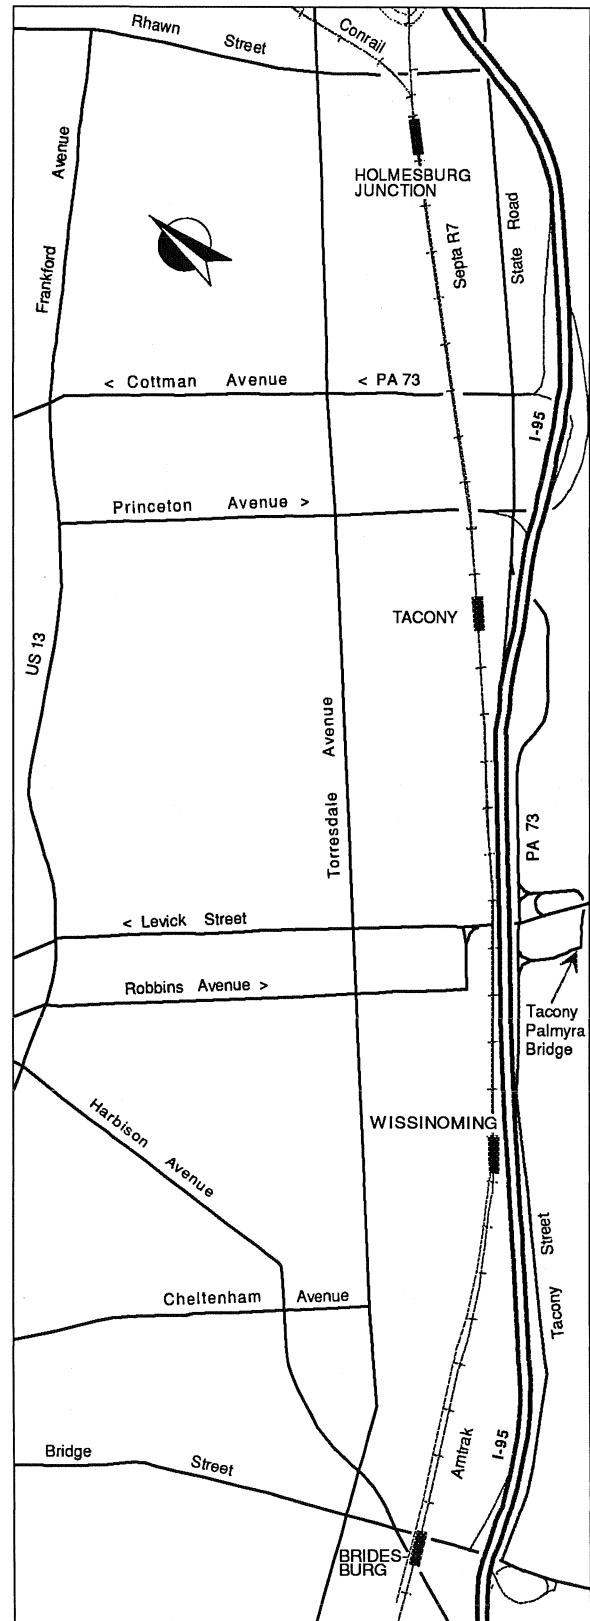 Rhawn Street
Conrail
Frankford Avenue
HOLMESBURG
JUNCTION
Septa R7
State Road
< Cottman Avenue < PA 73
I-95
Princeton Avenue >
TACONY
US 13
Torresdale Avenue
PA 73
< Levick Street
Robbins Avenue >
Tacony
Palmyra
Bridge
Harbison Avenue
WISSINOMING
Tacony Street
Cheltenham Avenue
Bridge Street
Amtrak
I-95
BRIDES-
BURG